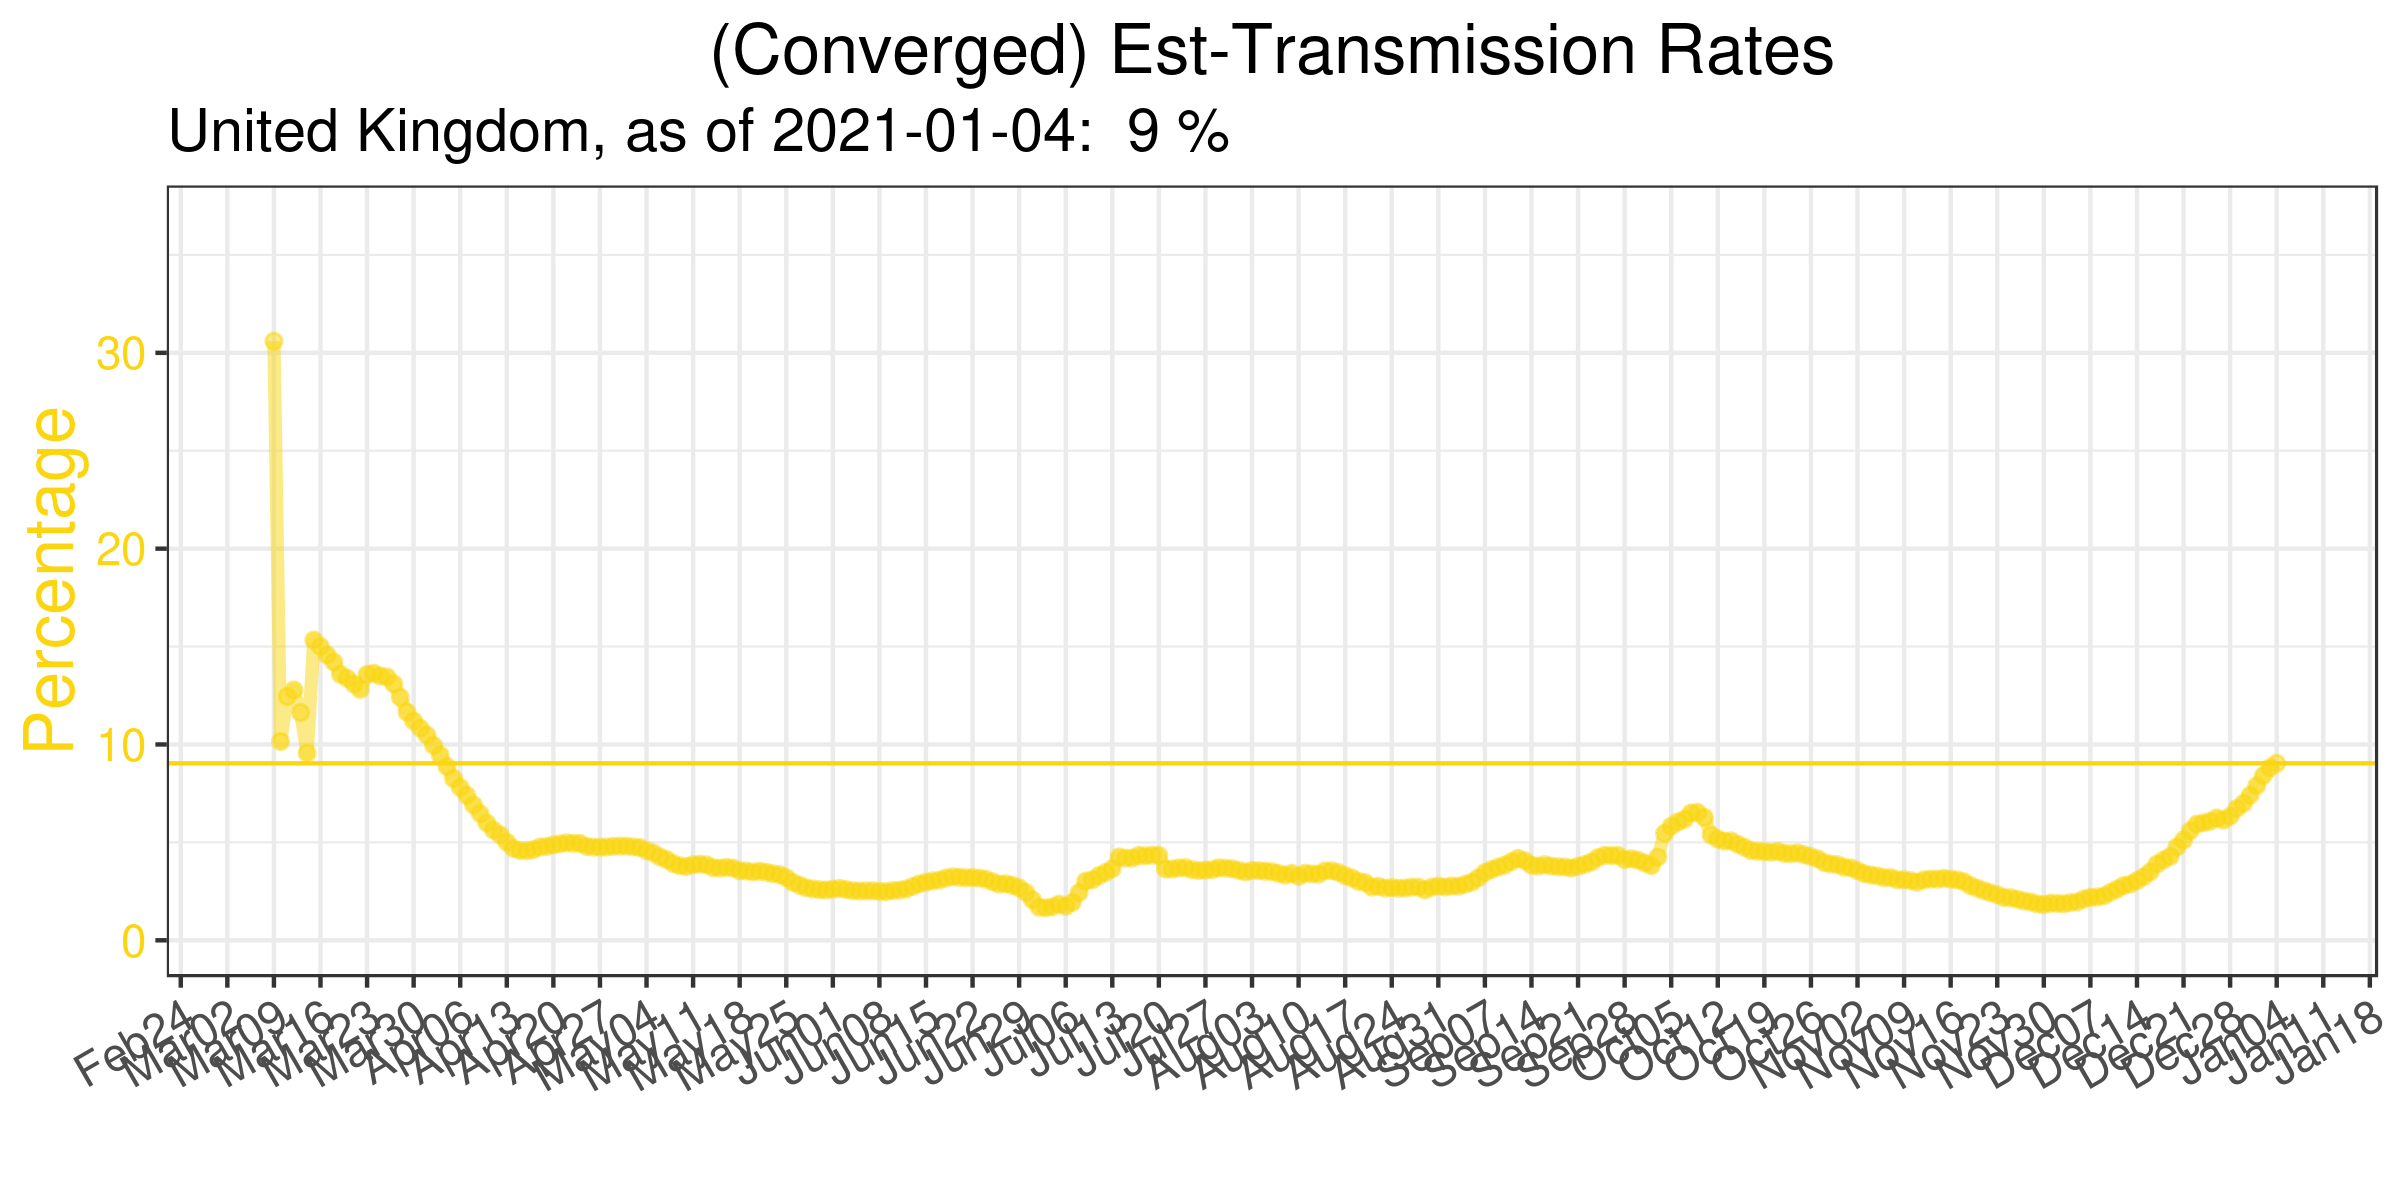 (Converged) Est-Transmission Rates
United Kingdom, as of 2021-01-04:  9 %
Percentage
30
20
10
0
Feb24
Mar02
Mar09
Mar16
Mar23
Mar30
Apr06
Apr13
Apr20
Apr27
May04
May11
May18
May25
Jun01
Jun08
Jun15
Jun22
Jun29
Jul06
Jul13
Jul20
Jul27
Aug03
Aug10
Aug17
Aug24
Aug31
Sep07
Sep14
Sep21
Sep28
Oct05
Oct12
Oct19
Oct26
Nov02
Nov09
Nov16
Nov23
Nov30
Dec07
Dec14
Dec21
Dec28
Jan04
Jan11
Jan18